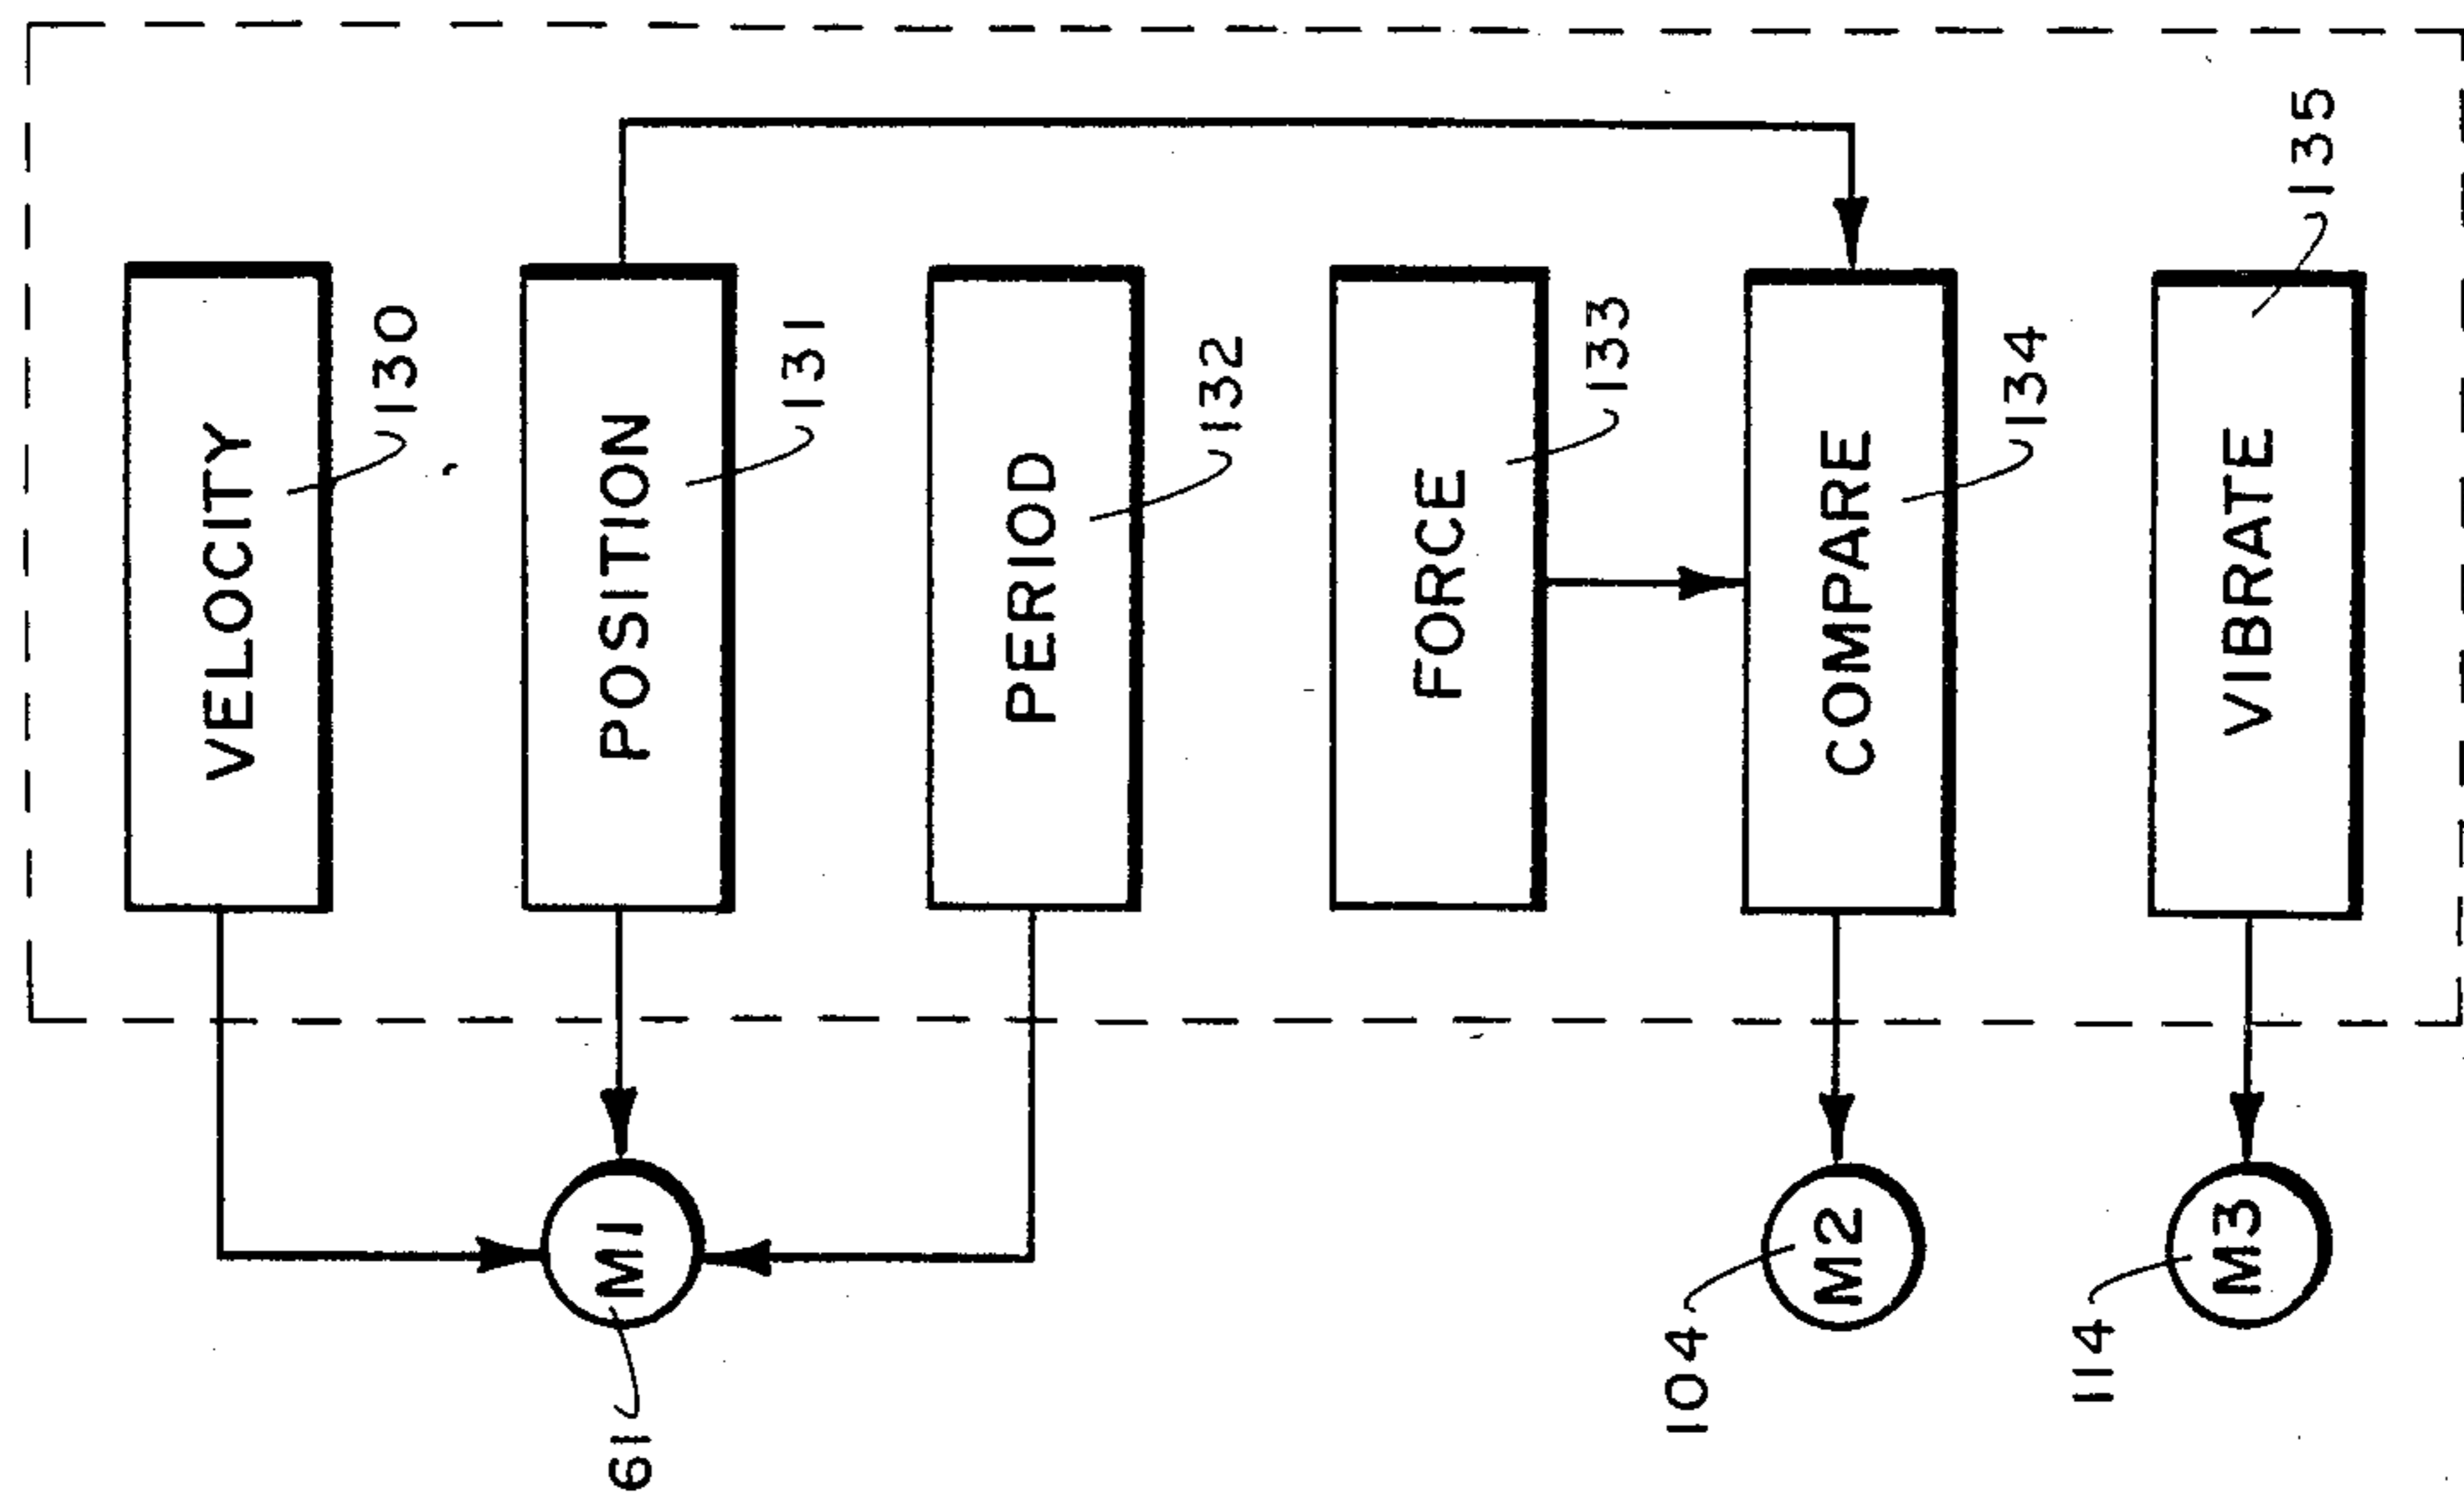 VELOCITY
130
POSITION
131
PERIOD
132
FORCE
133
COMPARE
134
VIBRATE
135
M1
61
M2
104
M3
114